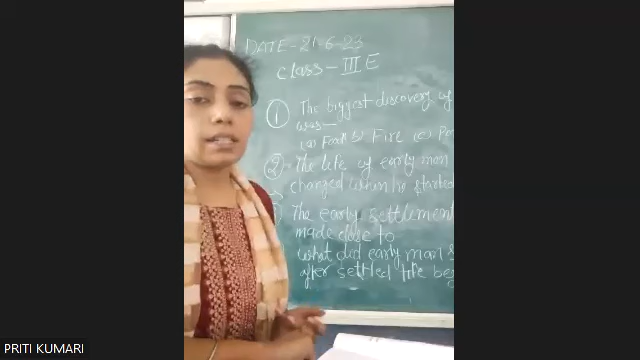 DATE - 21-6-23
Class - III E
① The biggest discovery of
was -
(a) Food b) Fire (c)
② The life of early man
changed when he started
The early settlement
made close to
what did early man
after settled life
PRITI KUMARI